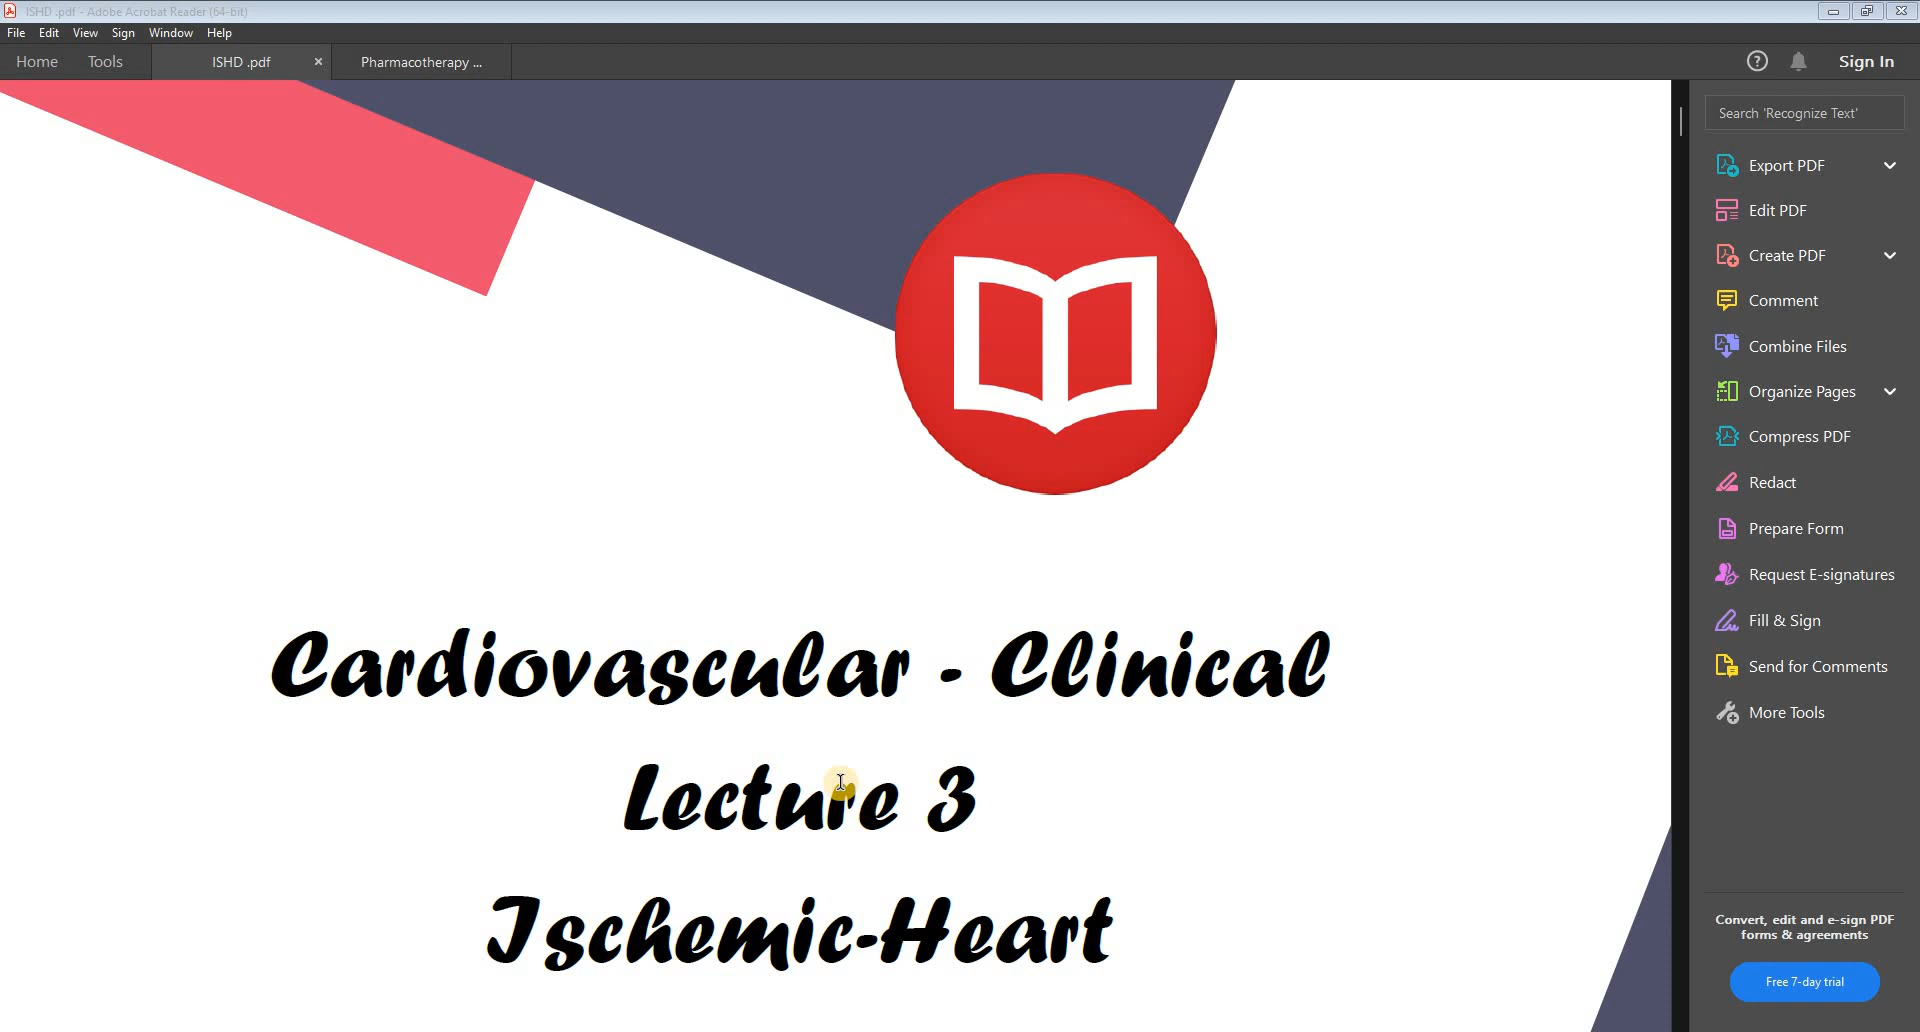 ISHD .pdf - Adobe Acrobat Reader (64-bit)
File Edit View Sign Window Help
Home Tools ISHD .pdf × Pharmacotherapy ... Sign In
Search 'Recognize Text'
Export PDF
Edit PDF
Create PDF
Comment
Combine Files
Organize Pages
Compress PDF
Redact
Prepare Form
Request E-signatures
Fill & Sign
Send for Comments
More Tools
Convert, edit and e-sign PDF
forms & agreements
Free 7-day trial
Cardiovascular - Clinical
Lecture 3
Ischemic-Heart